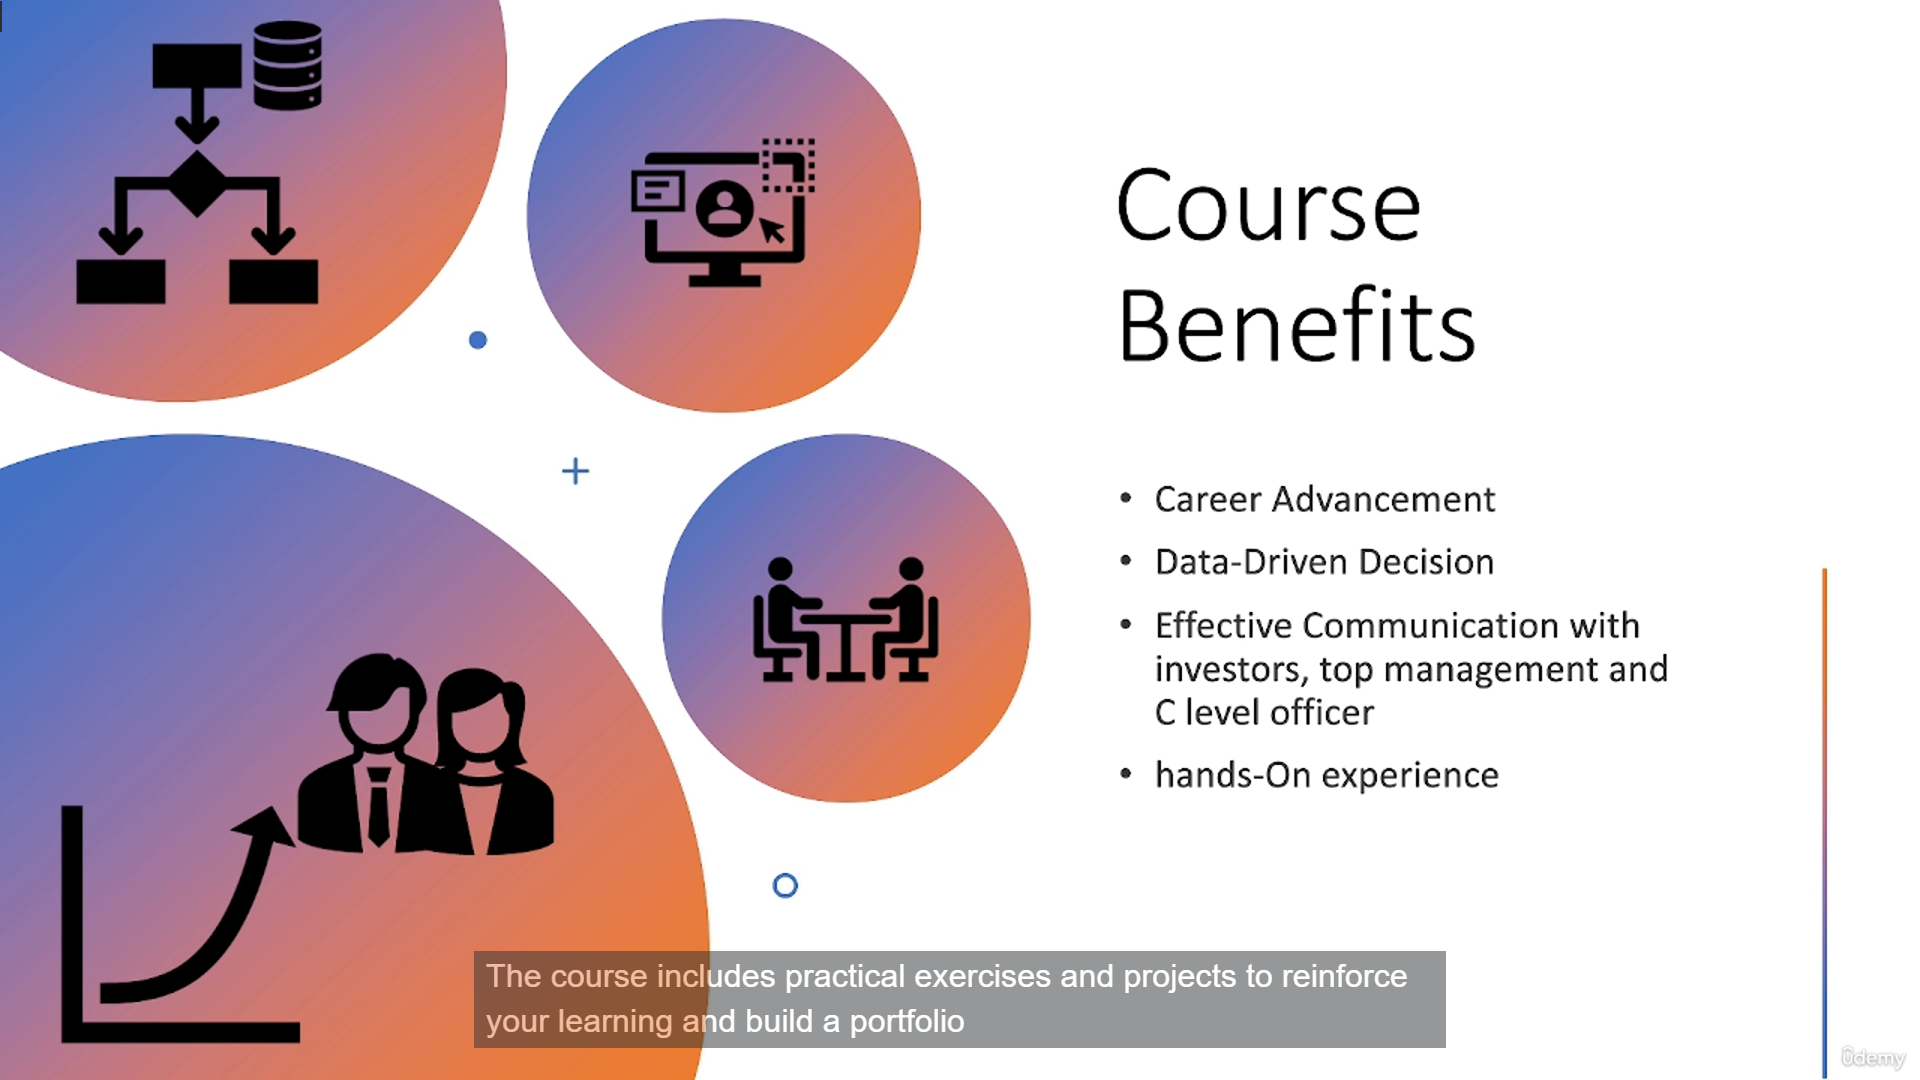 Course
Benefits
• Career Advancement
• Data-Driven Decision
• Effective Communication with
investors, top management and
C level officer
• hands-On experience
The course includes practical exercises and projects to reinforce
your learning and build a portfolio
ûdemy